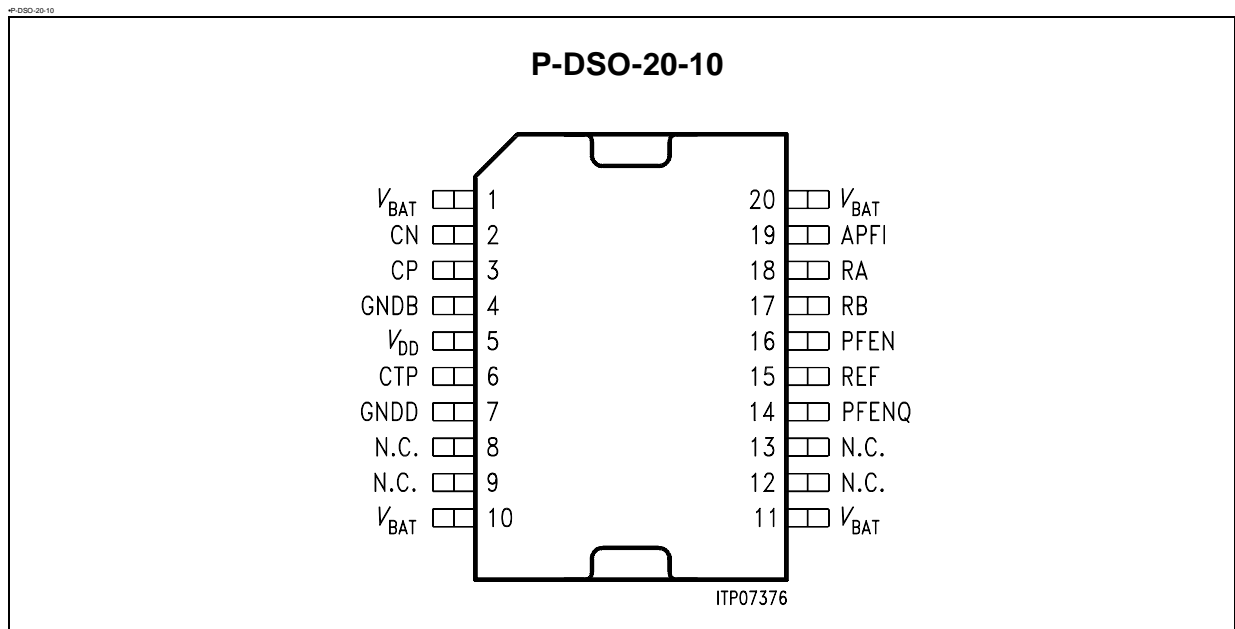 •P-DSO-20-10
P-DSO-20-10
VBAT 1 20 VBAT
CN 2 19 APFI
CP 3 18 RA
GNDB 4 17 RB
VDD 5 16 PFEN
CTP 6 15 REF
GNDD 7 14 PFENQ
N.C. 8 13 N.C.
N.C. 9 12 N.C.
VBAT 10 11 VBAT
ITP07376